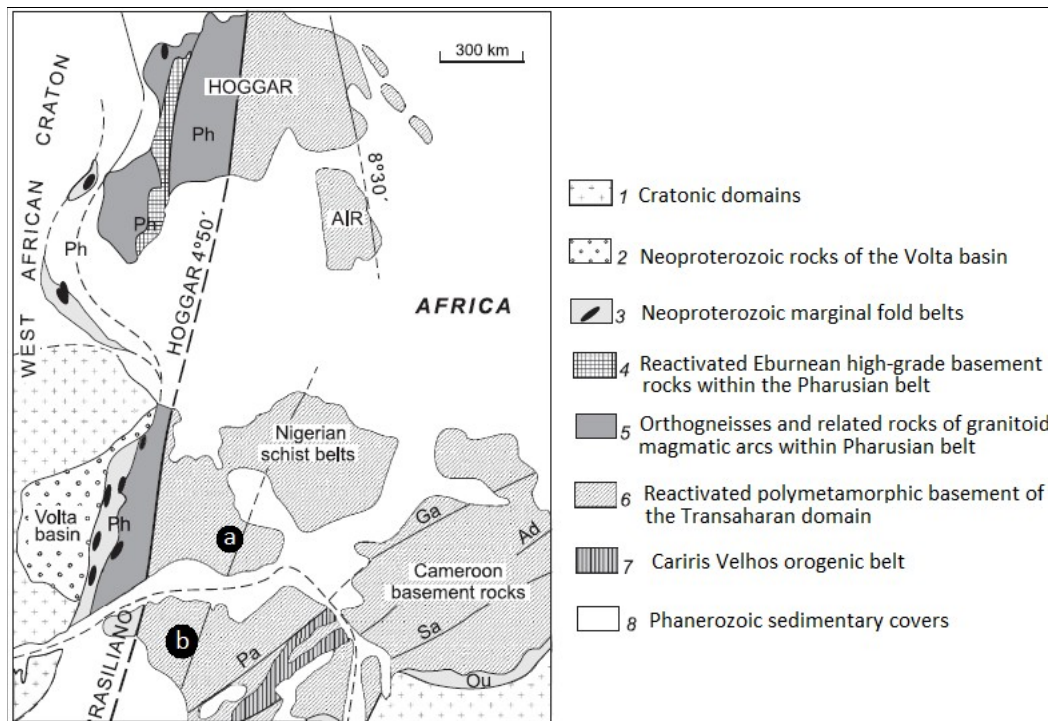 300 km
HOGGAR
WEST AFRICAN CRATON
Ph
8°30´
Ph
AIR
Ph
HOGGAR 4°50´
AFRICA
Nigerian
schist belts
Volta
basin
Ph
a
Ga
Ad
Cameroon
basement rocks
b
Pa
Sa
Ou
BRASILIANO
1 Cratonic domains
2 Neoproterozoic rocks of the Volta basin
3 Neoproterozoic marginal fold belts
4 Reactivated Eburnean high-grade basement
rocks within the Pharusian belt
5 Orthogneisses and related rocks of granitoid
magmatic arcs within Pharusian belt
6 Reactivated polymetamorphic basement of
the Transaharan domain
7 Cariris Velhos orogenic belt
8 Phanerozoic sedimentary covers